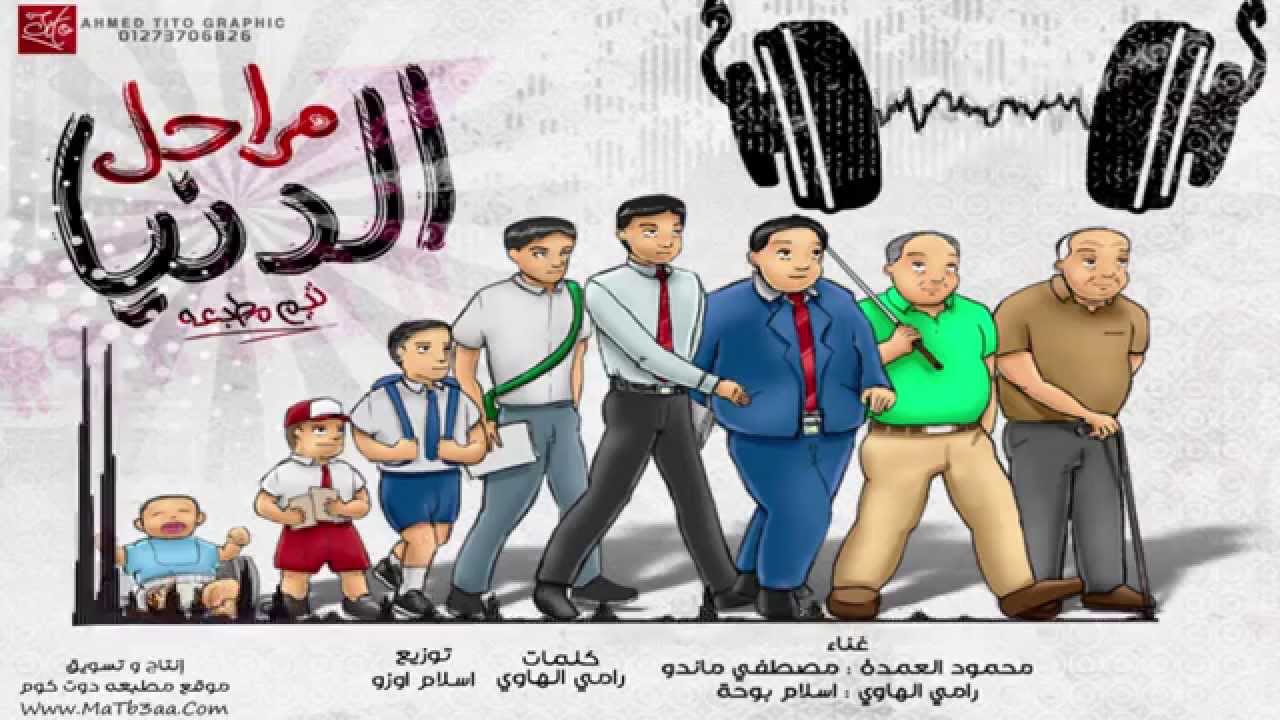 AHMED TITO GRAPHIC
01273706826
مراحل
الدنيا
تيم مطبعه
غناء
محمود العمدة : مصطفي ماندو
رامي الهاوي : اسلام بوحة
كلمات
رامي الهاوي
توزيع
اسلام اوزو
إنتاج و تسويق
موقع مطبعه دوت كوم
www.MaTb3aa.Com